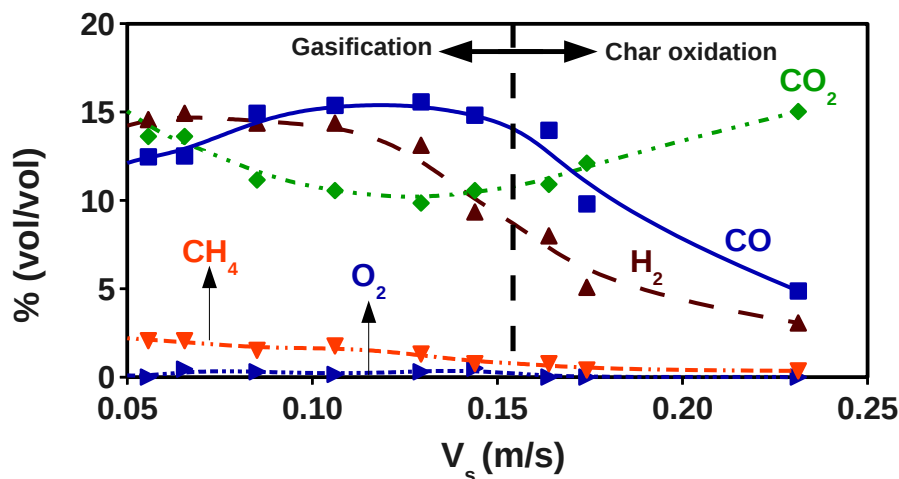 20
15
10
5
0
% (vol/vol)
Gasification
Char oxidation
CO2
CH4
O2
H2
CO
0.05
0.10
0.15
0.20
0.25
Vs (m/s)